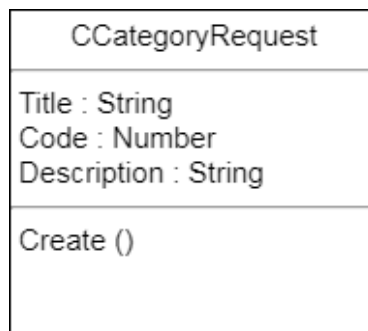 CCategoryRequest
Title : String
Code : Number
Description : String
Create ()